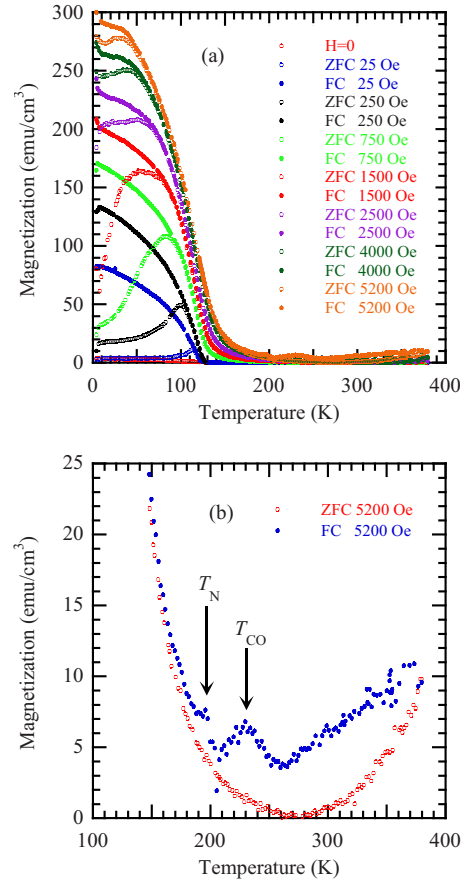 (a)
Magnetization (emu/cm³)
300
250
200
150
100
50
0
H=0
ZFC 25 Oe
FC 25 Oe
ZFC 250 Oe
FC 250 Oe
ZFC 750 Oe
FC 750 Oe
ZFC 1500 Oe
FC 1500 Oe
ZFC 2500 Oe
FC 2500 Oe
ZFC 4000 Oe
FC 4000 Oe
ZFC 5200 Oe
FC 5200 Oe
0 100 200 300 400
Temperature (K)
(b)
Magnetization (emu/cm³)
25
20
15
10
5
0
ZFC 5200 Oe
FC 5200 Oe
T_N
T_CO
100 200 300 400
Temperature (K)